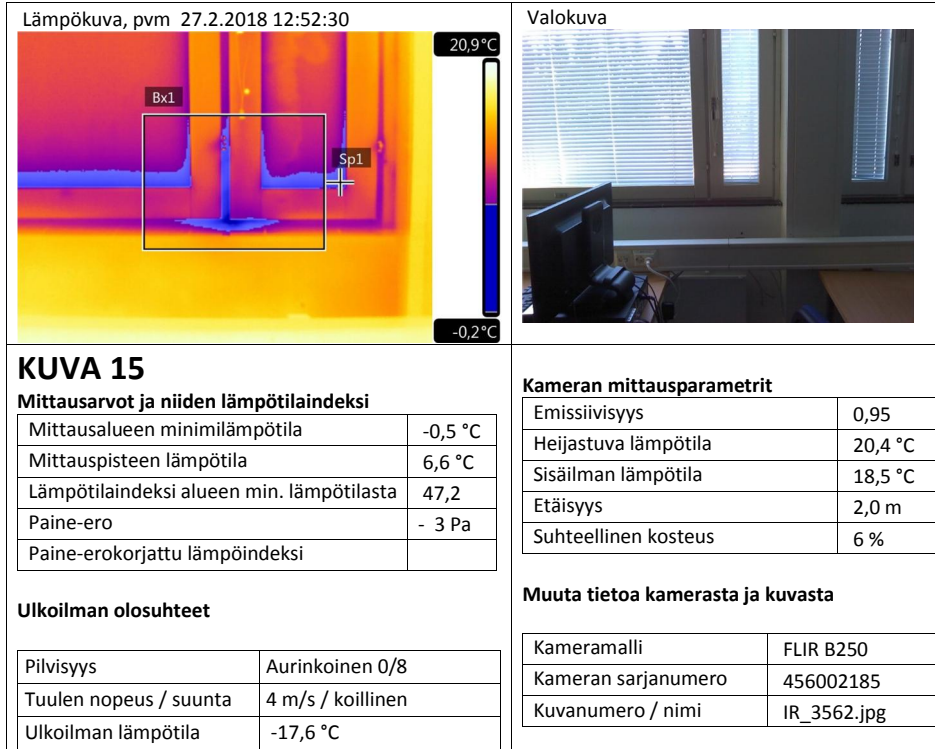 Lämpökuva, pvm 27.2.2018 12:52:30
Valokuva
20,9°C
Bx1
Sp1
-0,2°C
KUVA 15
Mittausarvot ja niiden lämpötilaindeksi
Mittausalueen minimilämpötila -0,5 °C
Mittauspisteen lämpötila 6,6 °C
Lämpötilaindeksi alueen min. lämpötilasta 47,2
Paine-ero - 3 Pa
Paine-erokorjattu lämpöindeksi
Ulkoilman olosuhteet
Pilvisyys Aurinkoinen 0/8
Tuulen nopeus / suunta 4 m/s / koillinen
Ulkoilman lämpötila -17,6 °C
Kameran mittausparametrit
Emissiivisyys 0,95
Heijastuva lämpötila 20,4 °C
Sisäilman lämpötila 18,5 °C
Etäisyys 2,0 m
Suhteellinen kosteus 6 %
Muuta tietoa kamerasta ja kuvasta
Kameramalli FLIR B250
Kameran sarjanumero 456002185
Kuvanumero / nimi IR_3562.jpg